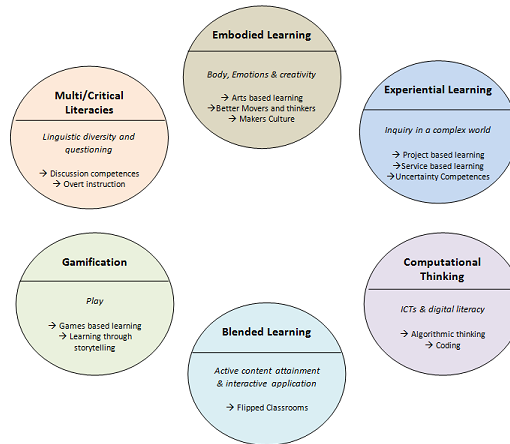 Embodied Learning
Body, Emotions & creativity
→ Arts based learning
→Better Movers and thinkers
→ Makers Culture
Multi/Critical
Literacies
Linguistic diversity and
questioning
→ Discussion competences
→ Overt instruction
Experiential Learning
Inquiry in a complex world
→ Project based learning
→Service based learning
→Uncertainty Competences
Gamification
Play
→ Games based learning
→ Learning through
storytelling
Computational
Thinking
ICTs & digital literacy
→ Algorithmic thinking
→ Coding
Blended Learning
Active content attainment
& interactive application
→ Flipped Classrooms